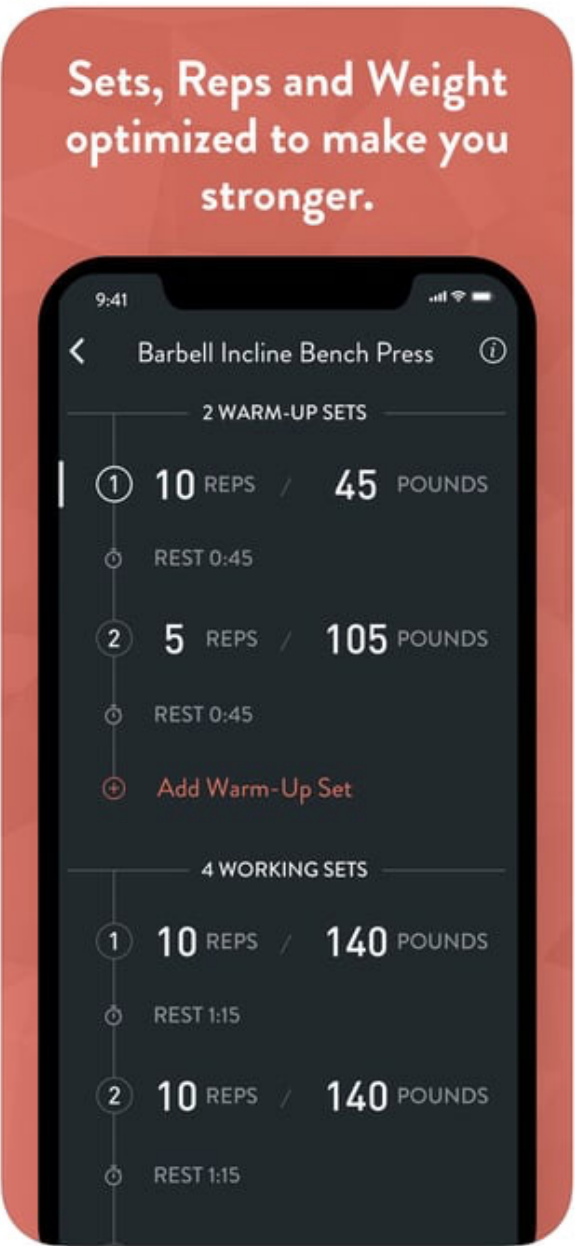 Sets, Reps and Weight
optimized to make you
stronger.
9:41
Barbell Incline Bench Press i
2 WARM-UP SETS
1 10 REPS / 45 POUNDS
REST 0:45
2 5 REPS / 105 POUNDS
REST 0:45
Add Warm-Up Set
4 WORKING SETS
1 10 REPS / 140 POUNDS
REST 1:15
2 10 REPS / 140 POUNDS
REST 1:15